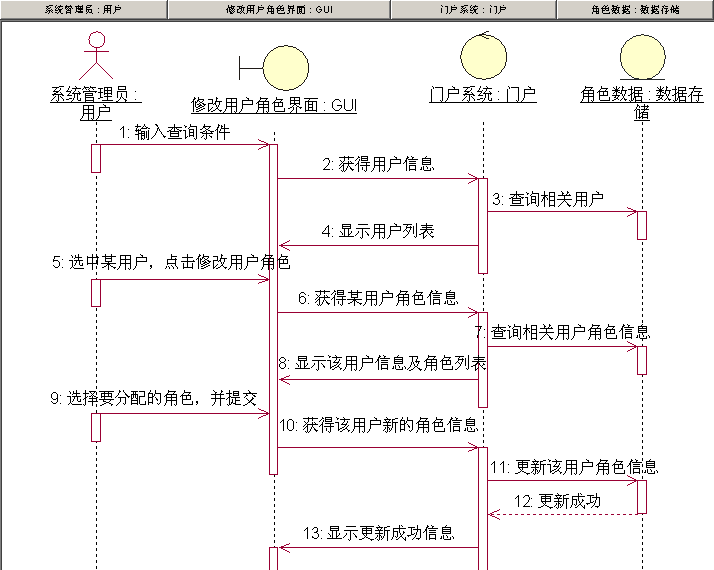 系统管理员 : 用户
修改用户角色界面 : GUI
门户系统 : 门户
角色数据 : 数据存储
系统管理员 :
用户
修改用户角色界面 : GUI
门户系统 : 门户
角色数据 : 数据存
储
1: 输入查询条件
2: 获得用户信息
3: 查询相关用户
4: 显示用户列表
5: 选中某用户，点击修改用户角色
6: 获得某用户角色信息
7: 查询相关用户角色信息
8: 显示该用户信息及角色列表
9: 选择要分配的角色，并提交
10: 获得该用户新的角色信息
11: 更新该用户角色信息
12: 更新成功
13: 显示更新成功信息